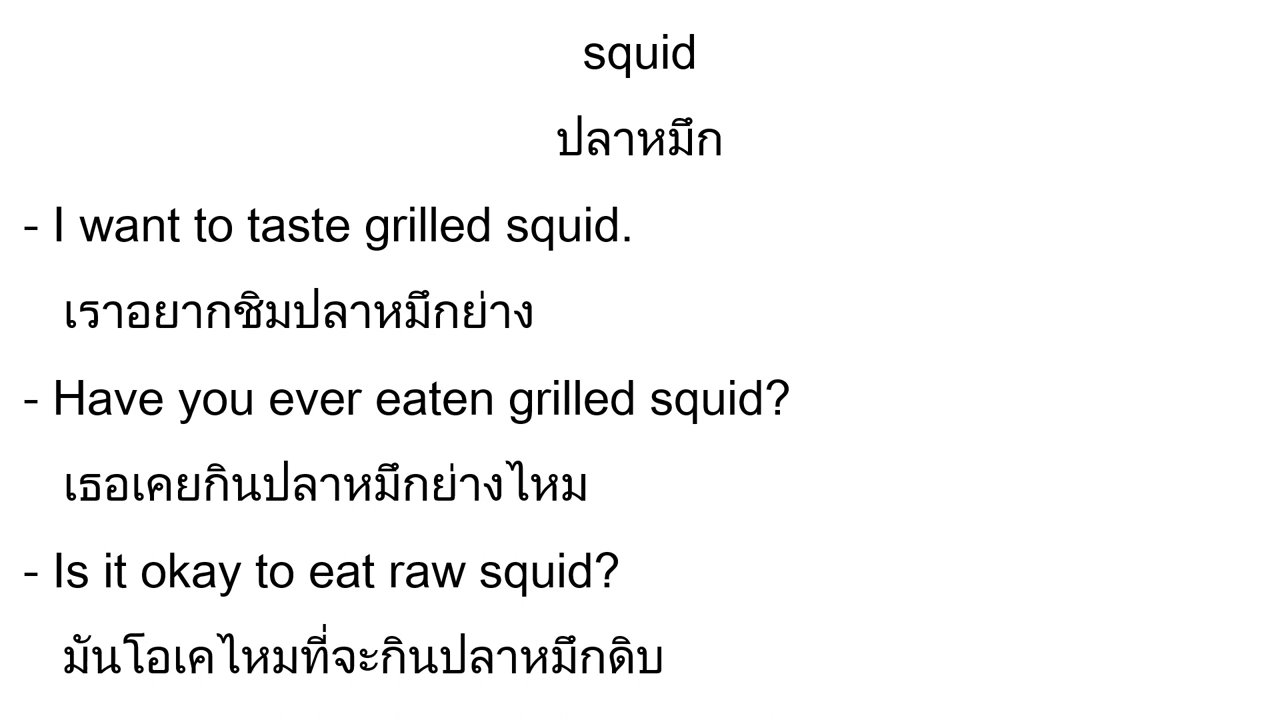 squid
ปลาหมึก
- I want to taste grilled squid.
เราอยากชิมปลาหมึกย่าง
- Have you ever eaten grilled squid?
เธอเคยกินปลาหมึกย่างไหม
- Is it okay to eat raw squid?
มันโอเคไหมที่จะกินปลาหมึกดิบ